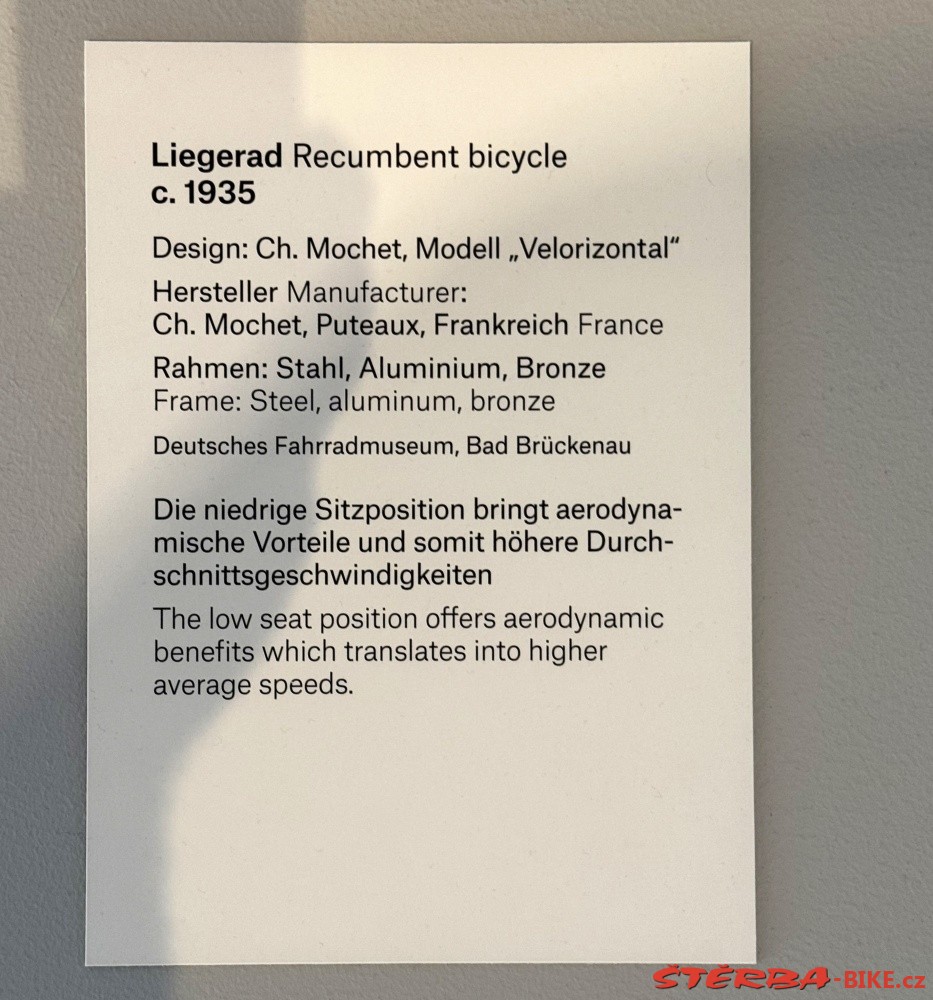 Liegerad Recumbent bicycle
c. 1935
Design: Ch. Mochet, Modell „Velorizontal“
Hersteller Manufacturer:
Ch. Mochet, Puteaux, Frankreich France
Rahmen: Stahl, Aluminium, Bronze
Frame: Steel, aluminum, bronze
Deutsches Fahrradmuseum, Bad Brückenau
Die niedrige Sitzposition bringt aerodyna-
mische Vorteile und somit höhere Durch-
schnittsgeschwindigkeiten
The low seat position offers aerodynamic
benefits which translates into higher
average speeds.
ŠTĚRBA-BIKE.cz